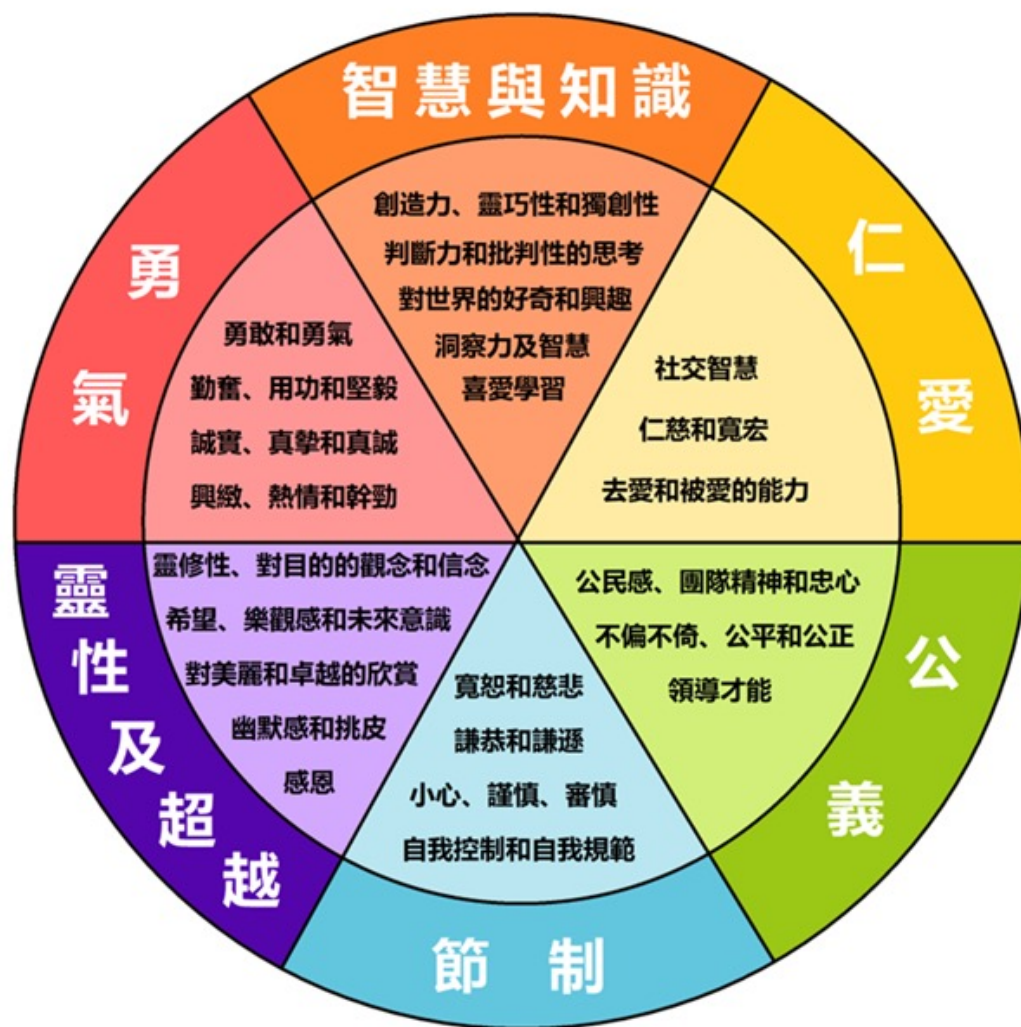 智慧與知識
創造力、靈巧性和獨創性
判斷力和批判性的思考
對世界的好奇和興趣
洞察力及智慧
喜愛學習
仁愛
社交智慧
仁慈和寬宏
去愛和被愛的能力
公義
公民感、團隊精神和忠心
不偏不倚、公平和公正
領導才能
節制
寬恕和慈悲
謙恭和謙遜
小心、謹慎、審慎
自我控制和自我規範
靈性及超越
靈修性、對目的的觀念和信念
希望、樂觀感和未來意識
對美麗和卓越的欣賞
幽默感和挑皮
感恩
勇氣
勇敢和勇氣
勤奮、用功和堅毅
誠實、真摯和真誠
興緻、熱情和幹勁